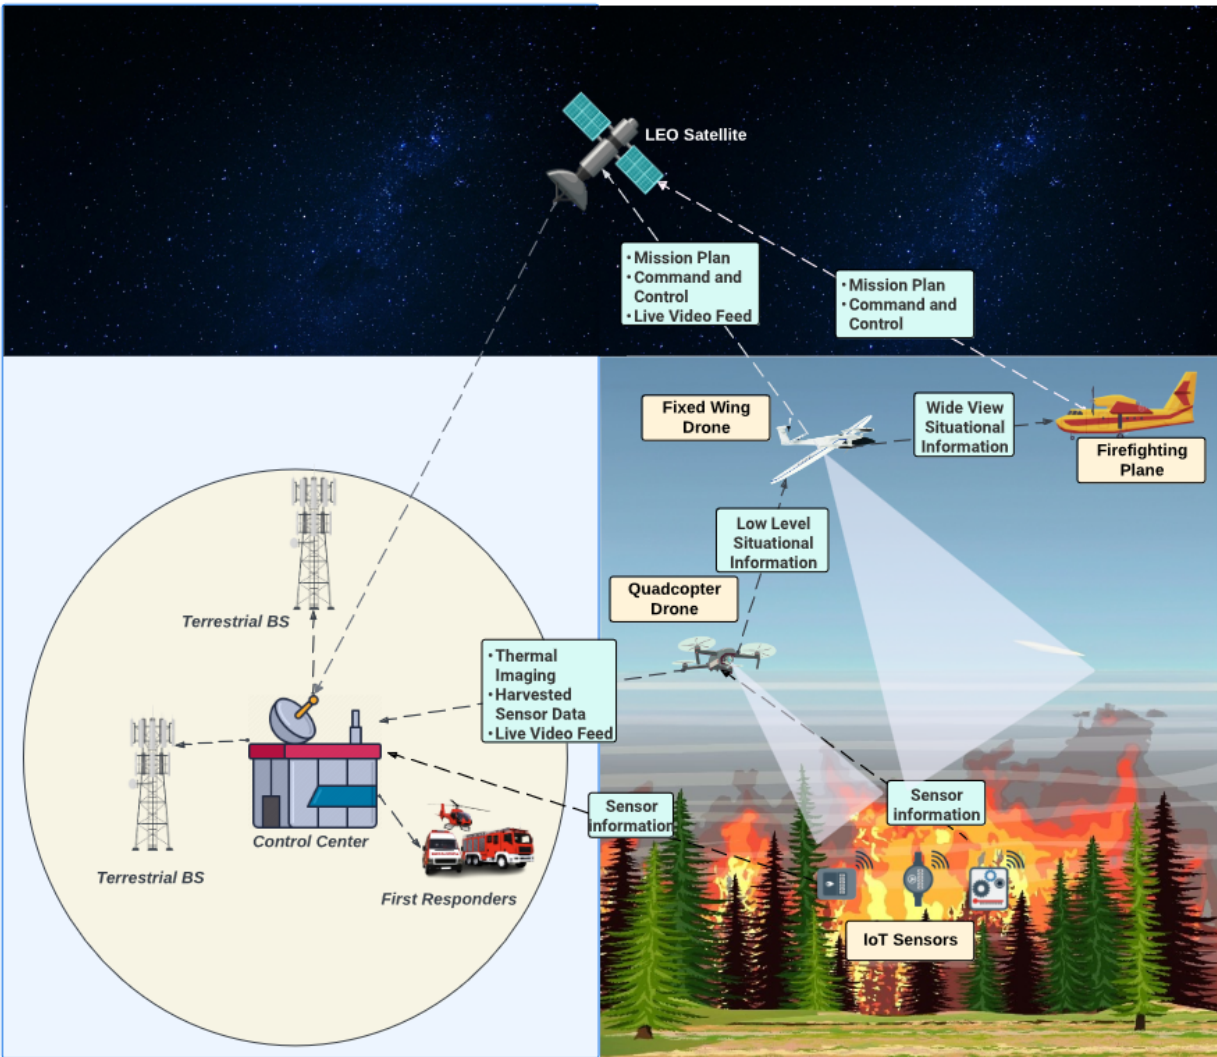 LEO Satellite
• Mission Plan
• Command and
Control
• Live Video Feed
• Mission Plan
• Command and
Control
Fixed Wing
Drone
Wide View
Situational
Information
Firefighting
Plane
Low Level
Situational
Information
Quadcopter
Drone
Terrestrial BS
• Thermal
Imaging
• Harvested
Sensor Data
• Live Video Feed
Sensor
information
Sensor
information
Control Center
Terrestrial BS
First Responders
IoT Sensors